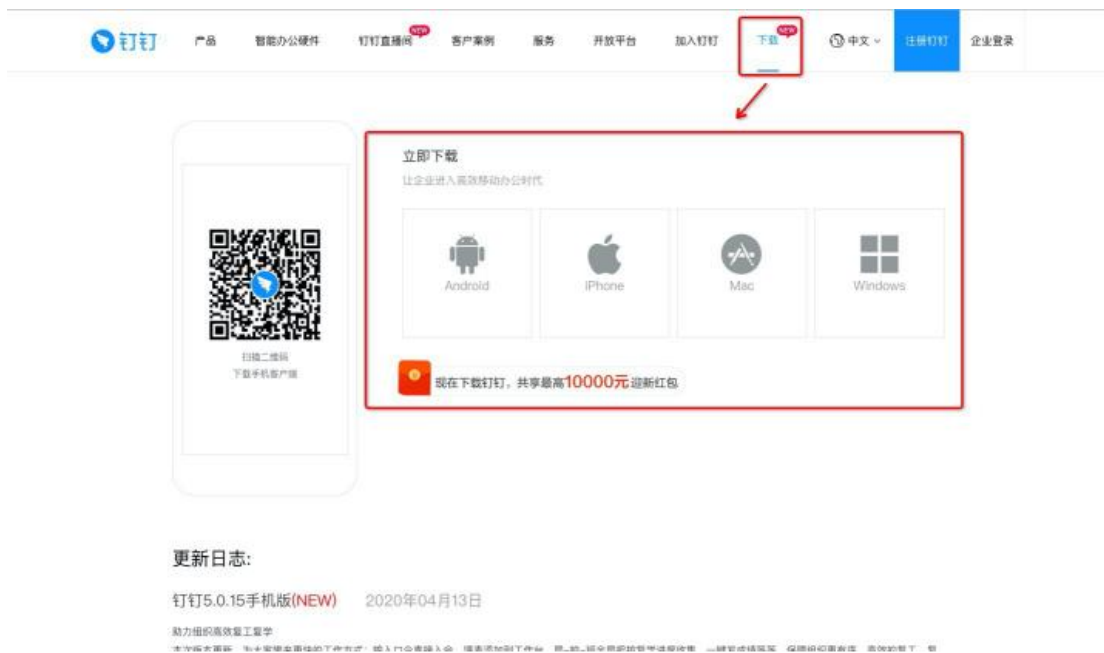 钉钉
产品 智能办公硬件 钉钉直播间 NEW 客户案例 服务 开放平台 加入钉钉 下载 NEW 中文 注册钉钉 企业登录
立即下载
让企业进入高效移动办公时代
Android iPhone Mac Windows
扫描二维码
下载手机客户端
现在下载钉钉，共享最高10000元迎新红包
更新日志:
钉钉5.0.15手机版(NEW) 2020年04月13日
助力组织高效复工复学